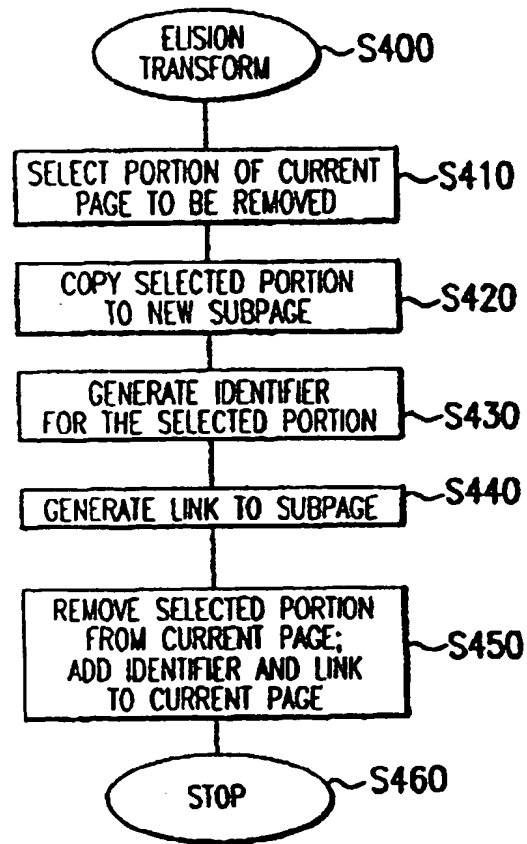 ELISION
TRANSFORM
S400
SELECT PORTION OF CURRENT
PAGE TO BE REMOVED
S410
COPY SELECTED PORTION
TO NEW SUBPAGE
S420
GENERATE IDENTIFIER
FOR THE SELECTED PORTION
S430
GENERATE LINK TO SUBPAGE
S440
REMOVE SELECTED PORTION
FROM CURRENT PAGE;
ADD IDENTIFIER AND LINK
TO CURRENT PAGE
S450
STOP
S460